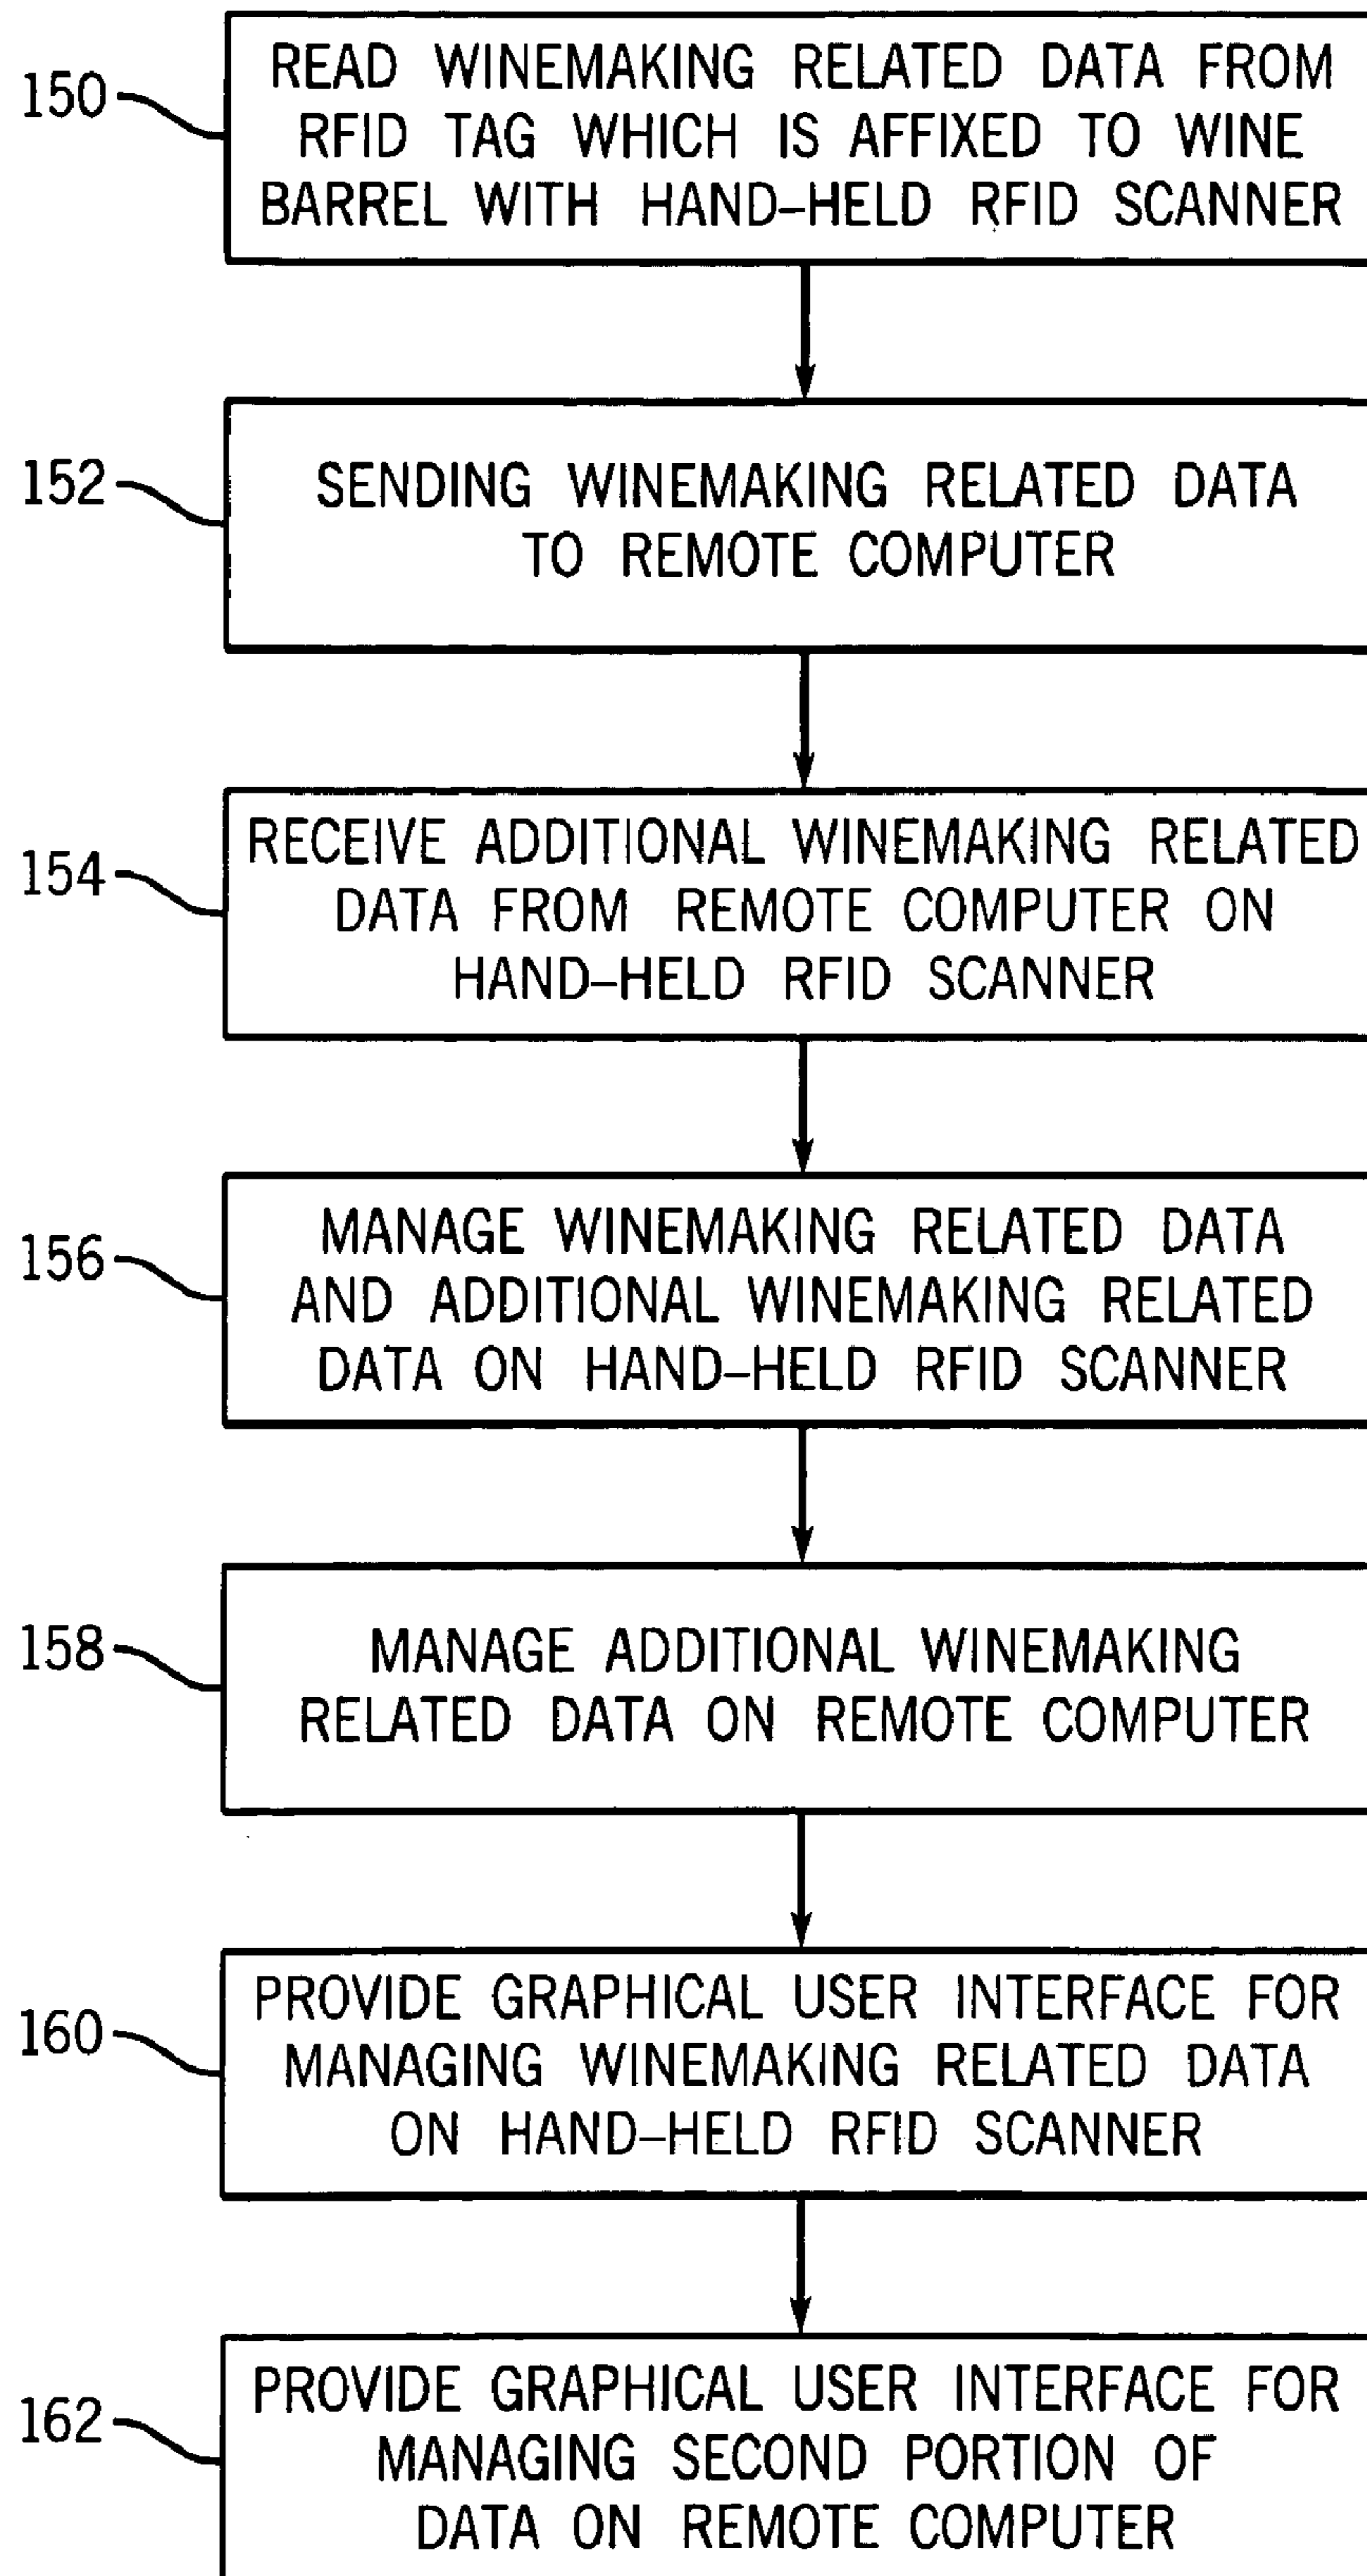 150
READ WINEMAKING RELATED DATA FROM
RFID TAG WHICH IS AFFIXED TO WINE
BARREL WITH HAND–HELD RFID SCANNER
152
SENDING WINEMAKING RELATED DATA
TO REMOTE COMPUTER
154
RECEIVE ADDITIONAL WINEMAKING RELATED
DATA FROM REMOTE COMPUTER ON
HAND–HELD RFID SCANNER
156
MANAGE WINEMAKING RELATED DATA
AND ADDITIONAL WINEMAKING RELATED
DATA ON HAND–HELD RFID SCANNER
158
MANAGE ADDITIONAL WINEMAKING
RELATED DATA ON REMOTE COMPUTER
160
PROVIDE GRAPHICAL USER INTERFACE FOR
MANAGING WINEMAKING RELATED DATA
ON HAND–HELD RFID SCANNER
162
PROVIDE GRAPHICAL USER INTERFACE FOR
MANAGING SECOND PORTION OF
DATA ON REMOTE COMPUTER